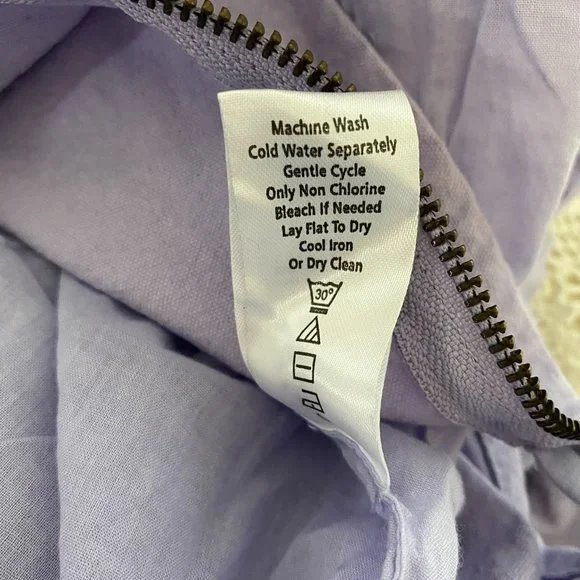 Machine Wash
Cold Water Separately
Gentle Cycle
Only Non Chlorine
Bleach If Needed
Lay Flat To Dry
Cool Iron
Or Dry Clean
30°